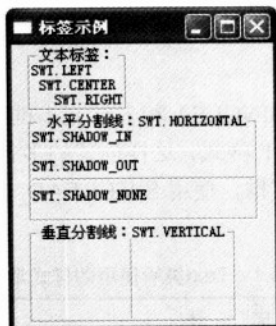 标签示例
文本标签：
SWT.LEFT
SWT.CENTER
SWT.RIGHT
水平分割线：SWT.HORIZONTAL
SWT.SHADOW_IN
SWT.SHADOW_OUT
SWT.SHADOW_NONE
垂直分割线：SWT.VERTICAL